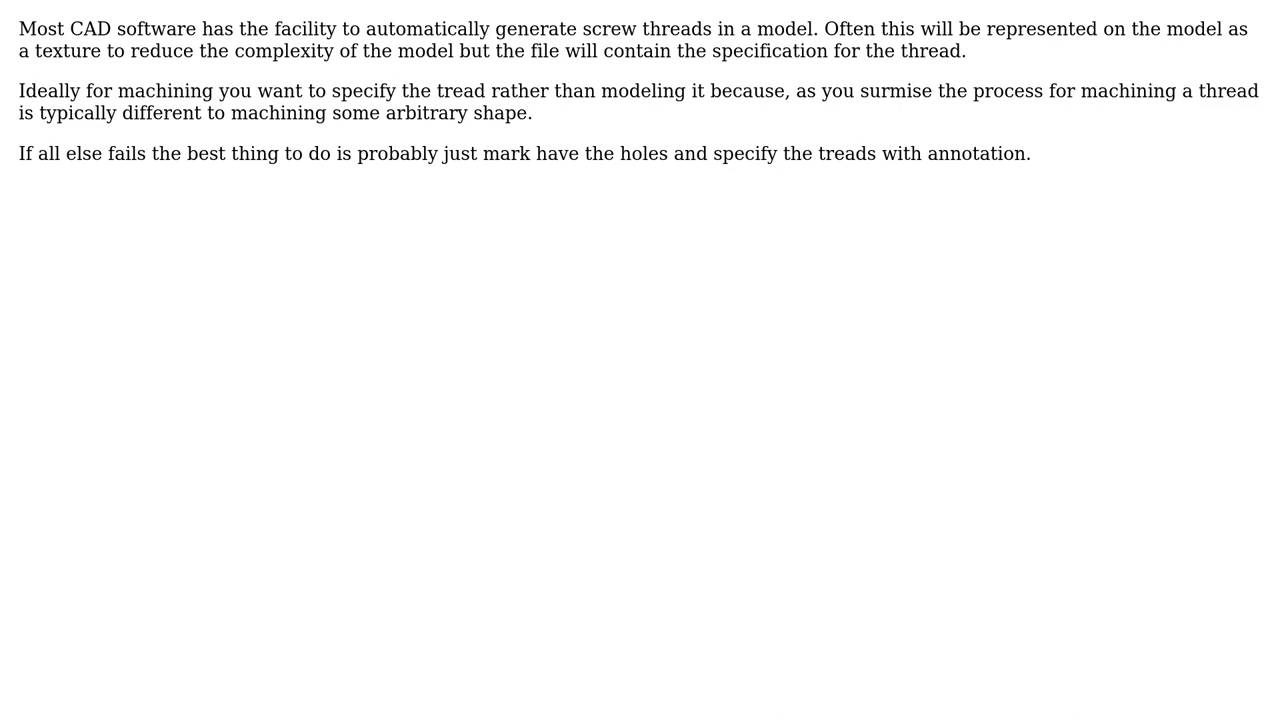 Most CAD software has the facility to automatically generate screw threads in a model. Often this will be represented on the model as
a texture to reduce the complexity of the model but the file will contain the specification for the thread.
Ideally for machining you want to specify the tread rather than modeling it because, as you surmise the process for machining a thread
is typically different to machining some arbitrary shape.
If all else fails the best thing to do is probably just mark have the holes and specify the treads with annotation.